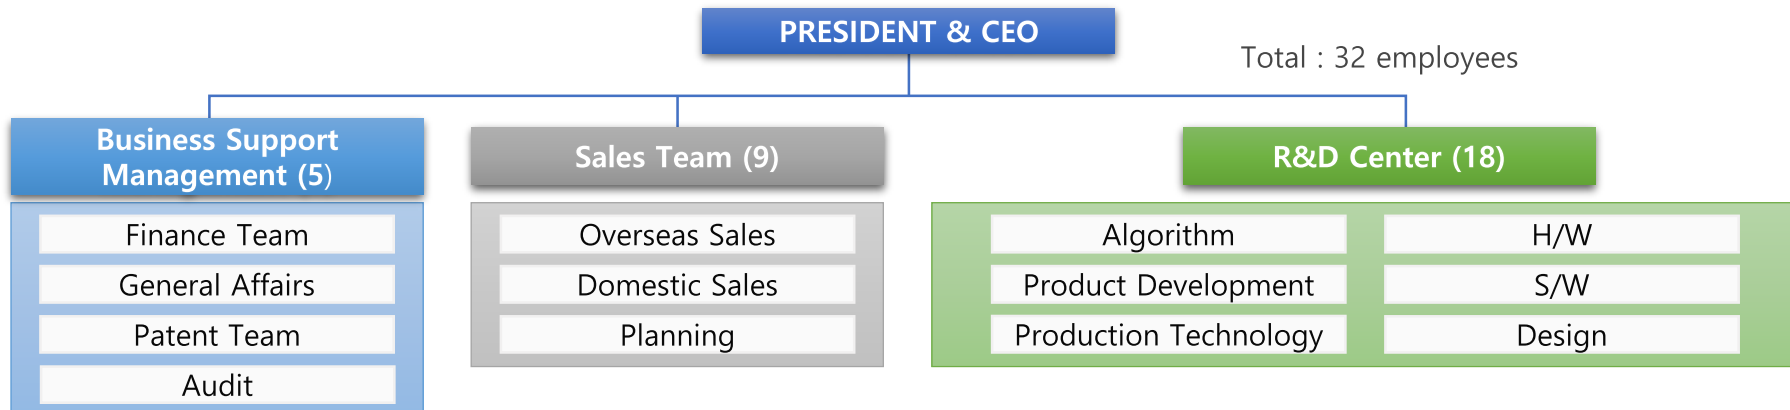 PRESIDENT & CEO
Total : 32 employees
Business Support
Management (5)
Finance Team
General Affairs
Patent Team
Audit
Sales Team (9)
Overseas Sales
Domestic Sales
Planning
R&D Center (18)
Algorithm
H/W
Product Development
S/W
Production Technology
Design